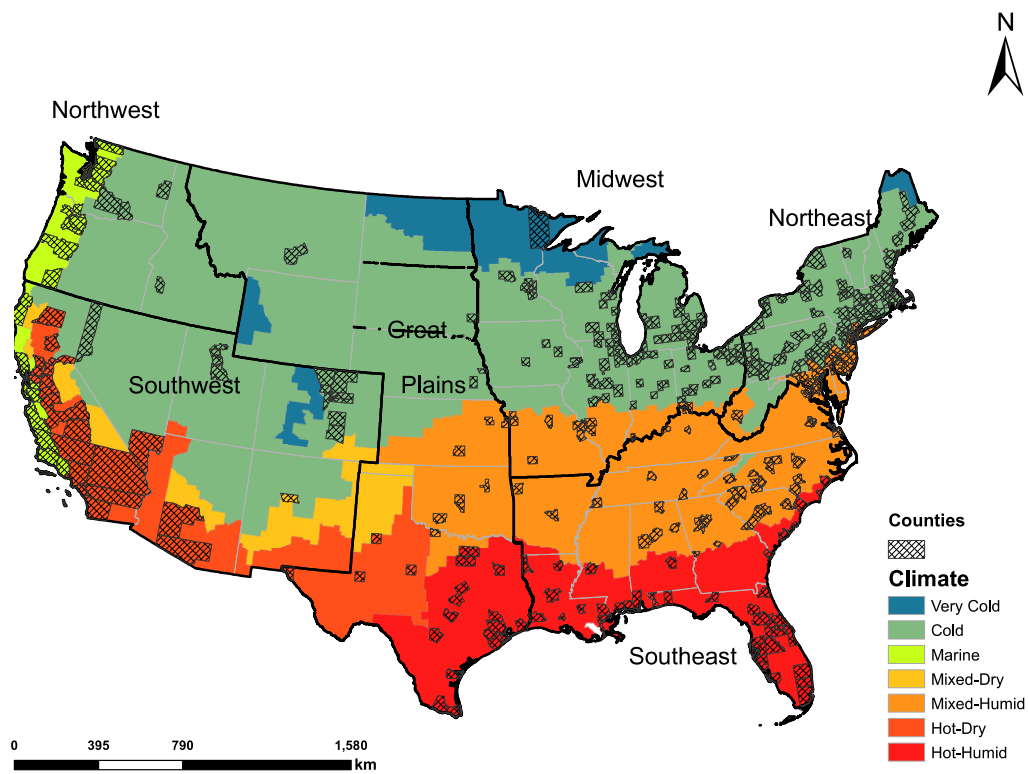 N
Northwest
Midwest
Northeast
Great
Southwest
Plains
Southeast
Counties
Climate
Very Cold
Cold
Marine
Mixed-Dry
Mixed-Humid
Hot-Dry
Hot-Humid
0 395 790 1,580
km